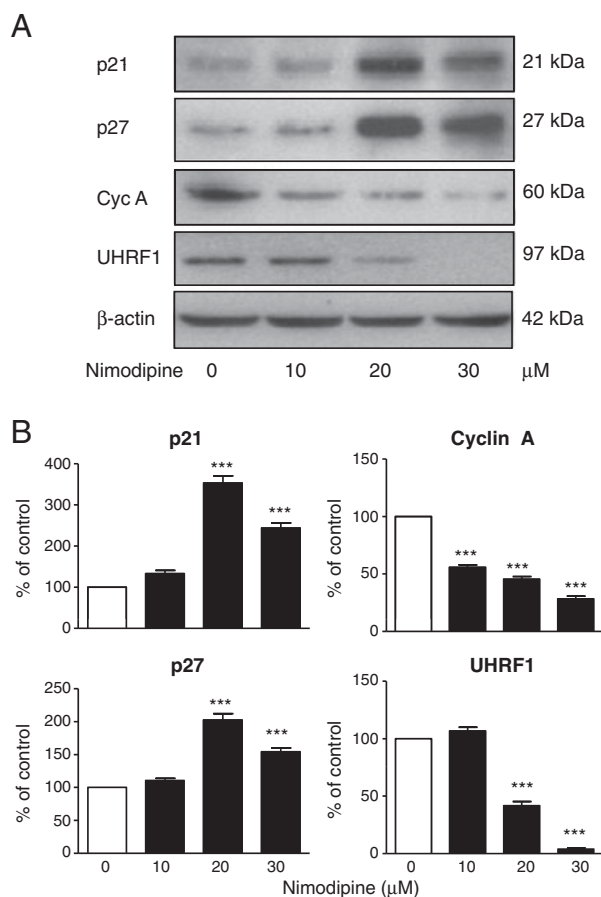 A
p21 21 kDa
p27 27 kDa
Cyc A 60 kDa
UHRF1 97 kDa
β-actin 42 kDa
Nimodipine 0 10 20 30 μM
B
p21
% of control
400
300
200
100
0
***
***
Cyclin A
% of control
150
100
50
0
***
***
***
p27
% of control
250
200
150
100
50
0
***
***
0 10 20 30
UHRF1
% of control
150
100
50
0
***
***
0 10 20 30
Nimodipine (μM)